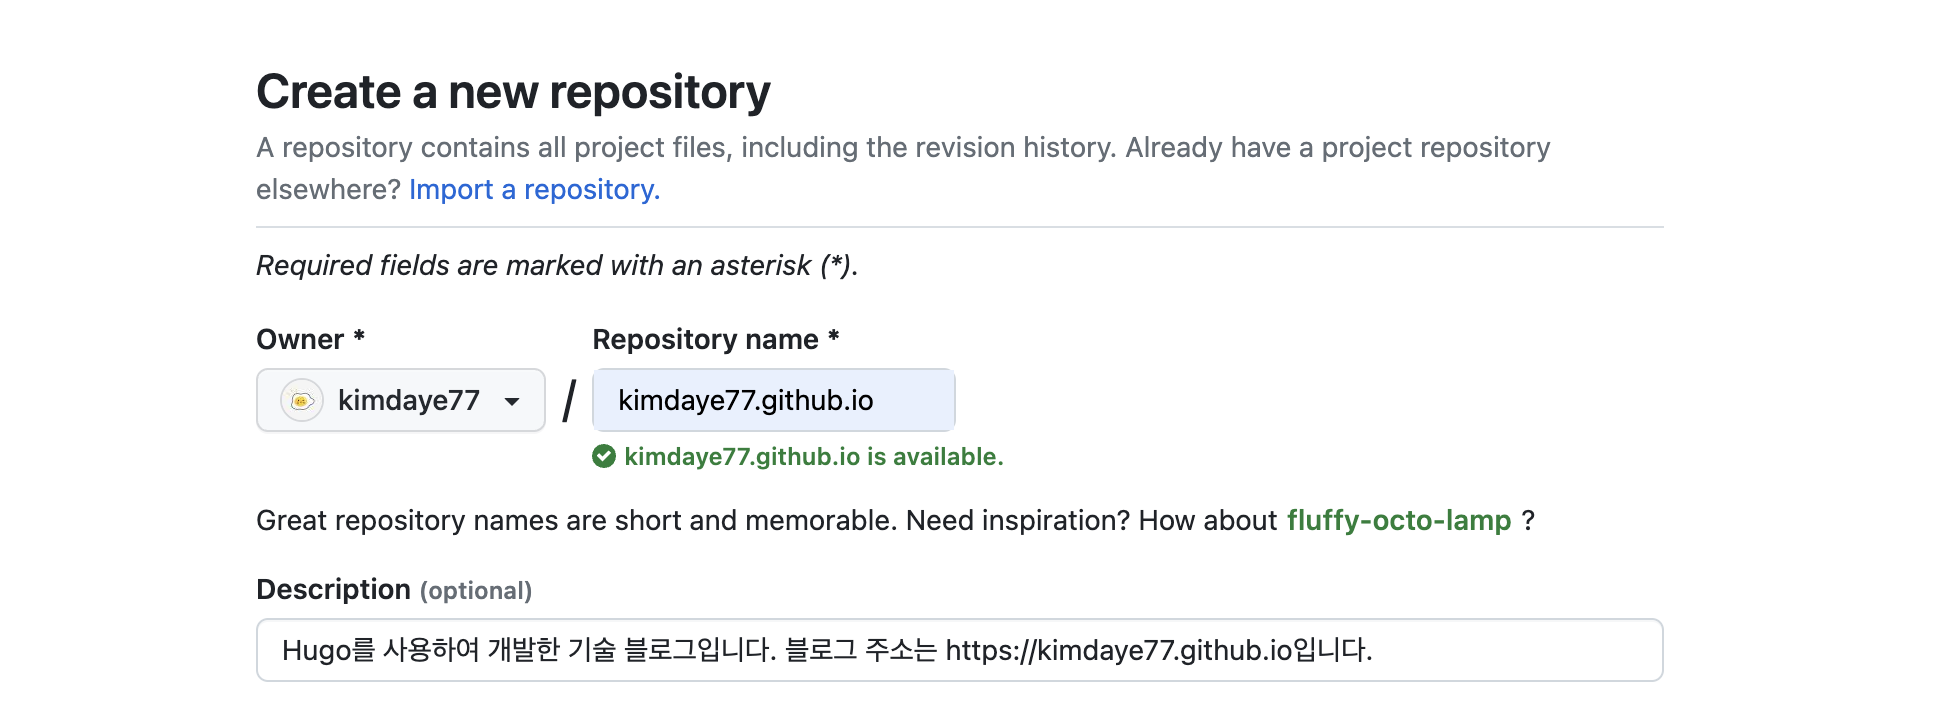 Create a new repository
A repository contains all project files, including the revision history. Already have a project repository
elsewhere? Import a repository.
Required fields are marked with an asterisk (*).
Owner * Repository name *
kimdaye77 / kimdaye77.github.io
kimdaye77.github.io is available.
Great repository names are short and memorable. Need inspiration? How about fluffy-octo-lamp ?
Description (optional)
Hugo를 사용하여 개발한 기술 블로그입니다. 블로그 주소는 https://kimdaye77.github.io입니다.